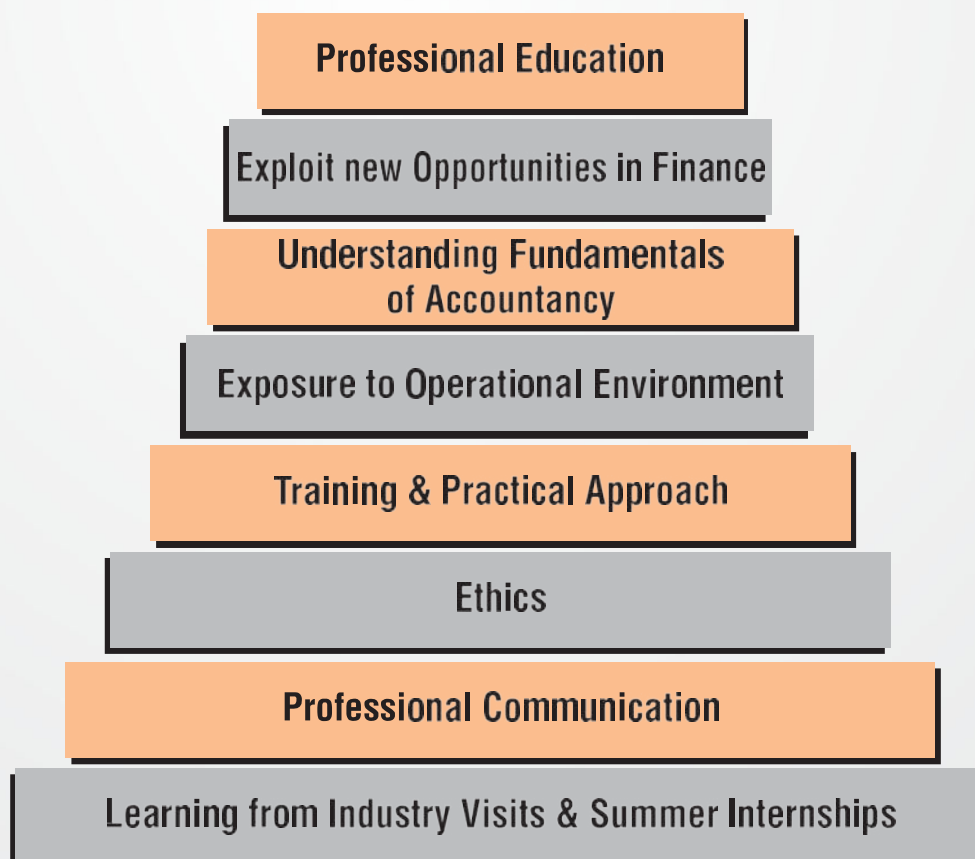 Professional Education
Exploit new Opportunities in Finance
Understanding Fundamentals
of Accountancy
Exposure to Operational Environment
Training & Practical Approach
Ethics
Professional Communication
Learning from Industry Visits & Summer Internships